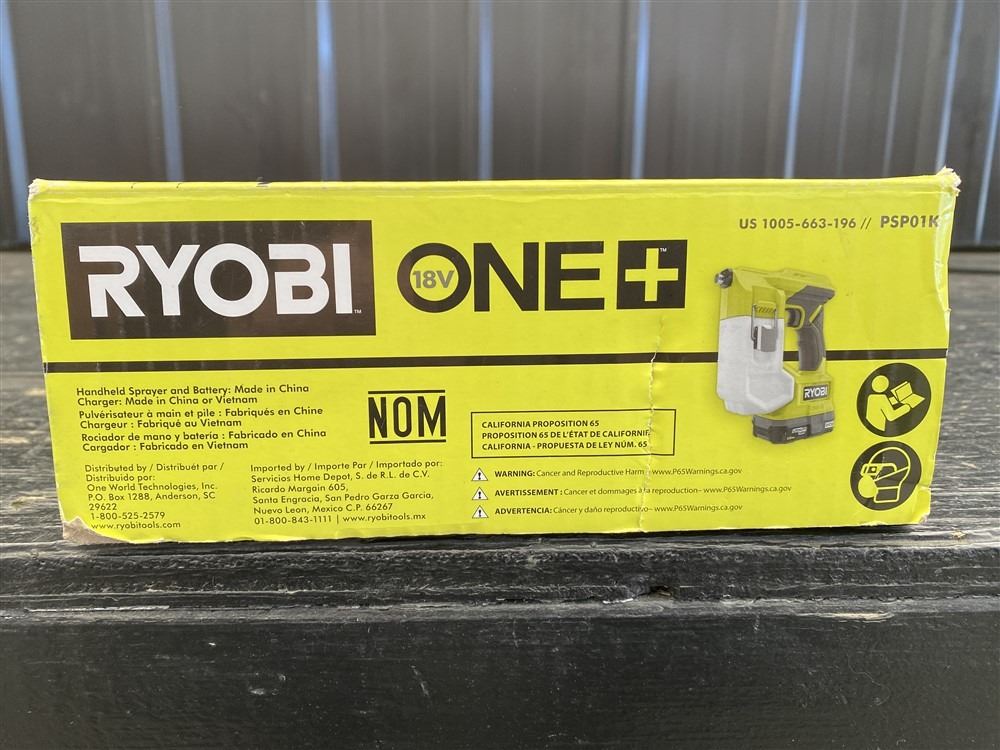 US 1005-663-196 // PSP01K
RYOBI™
18V ONE+™
RYOBI
Handheld Sprayer and Battery: Made in China
Charger: Made in China or Vietnam
Pulvérisateur à main et pile : Fabriqués en Chine
Chargeur : Fabriqué au Vietnam
Rociador de mano y bateria : Fabricado en China
Cargador : Fabricado en Vietnam
NOM
CALIFORNIA PROPOSITION 65
PROPOSITION 65 DE L'ÉTAT DE CALIFORNIE
CALIFORNIA - PROPUESTA DE LEY NÚM. 65
Distributed by / Distribuét par /
Distribuido por:
One World Technologies, Inc.
P.O. Box 1288, Anderson, SC
29622
1-800-525-2579
www.ryobitools.com
Imported by / Importe Par / Importado por:
Servicios Home Depot, S. de R.L. de C.V.
Ricardo Margain 605,
Santa Engracia, San Pedro Garza Garcia,
Nuevo Leon, Mexico C.P. 66267
01-800-843-1111 | www.ryobitools.mx
WARNING: Cancer and Reproductive Harm – www.P65Warnings.ca.gov
AVERTISSEMENT : Cancer et dommages à la reproduction– www.P65Warnings.ca.gov
ADVERTENCIA: Cáncer y daño reproductivo– www.P65Warnings.ca.gov